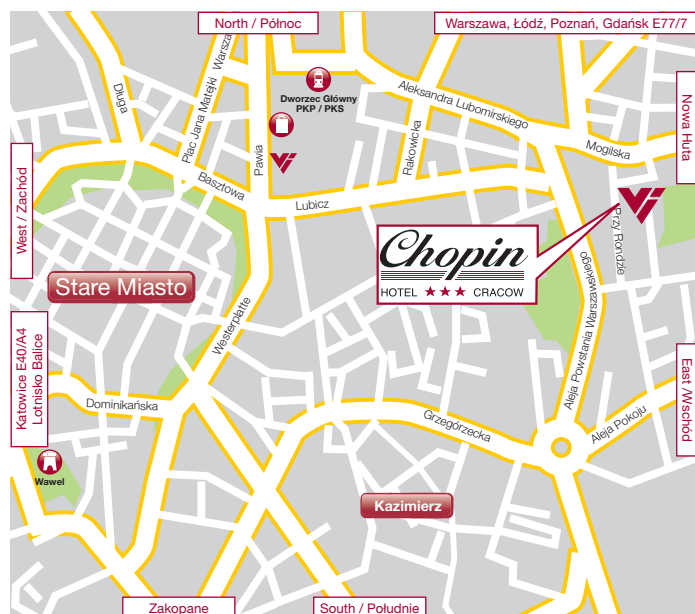 North / Północ
Warszawa, Łódź, Poznań, Gdańsk E77/7
Długa
Plac Jana Matejki
Warsza
Dworzec Główny
PKP / PKS
Aleksandra Lubomirskiego
Nowa Huta
Mogilska
Rakowicka
Pawia
Basztowa
Lubicz
West / Zachód
Przy Rondzie
Chopin
HOTEL ★★★ CRACOW
Stare Miasto
Aleja Powstania Warszawskiego
Westerplatte
Katowice E40/A4
Lotnisko Balice
Dominikańska
Grzegórzecka
Aleja Pokoju
East / Wschód
Wawel
Kazimierz
Zakopane
South / Południe